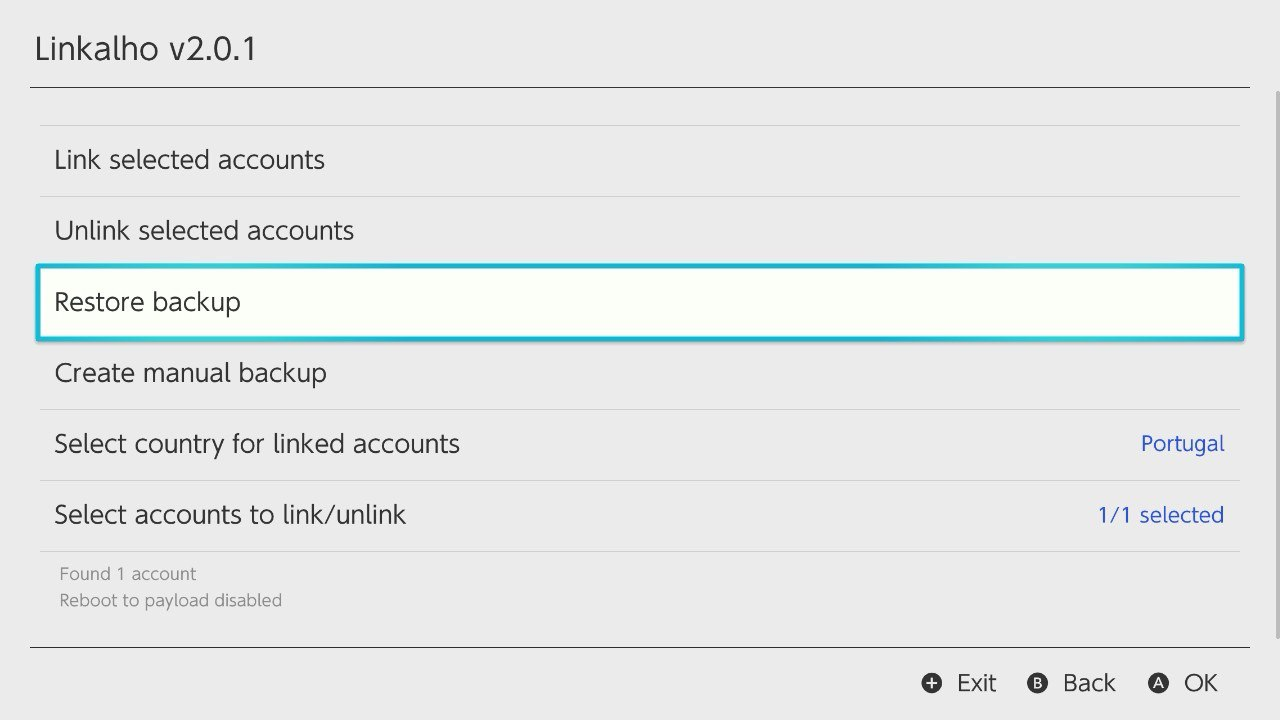 Linkalho v2.0.1
Link selected accounts
Unlink selected accounts
Restore backup
Create manual backup
Select country for linked accounts Portugal
Select accounts to link/unlink 1/1 selected
Found 1 account
Reboot to payload disabled
+ Exit B Back A OK